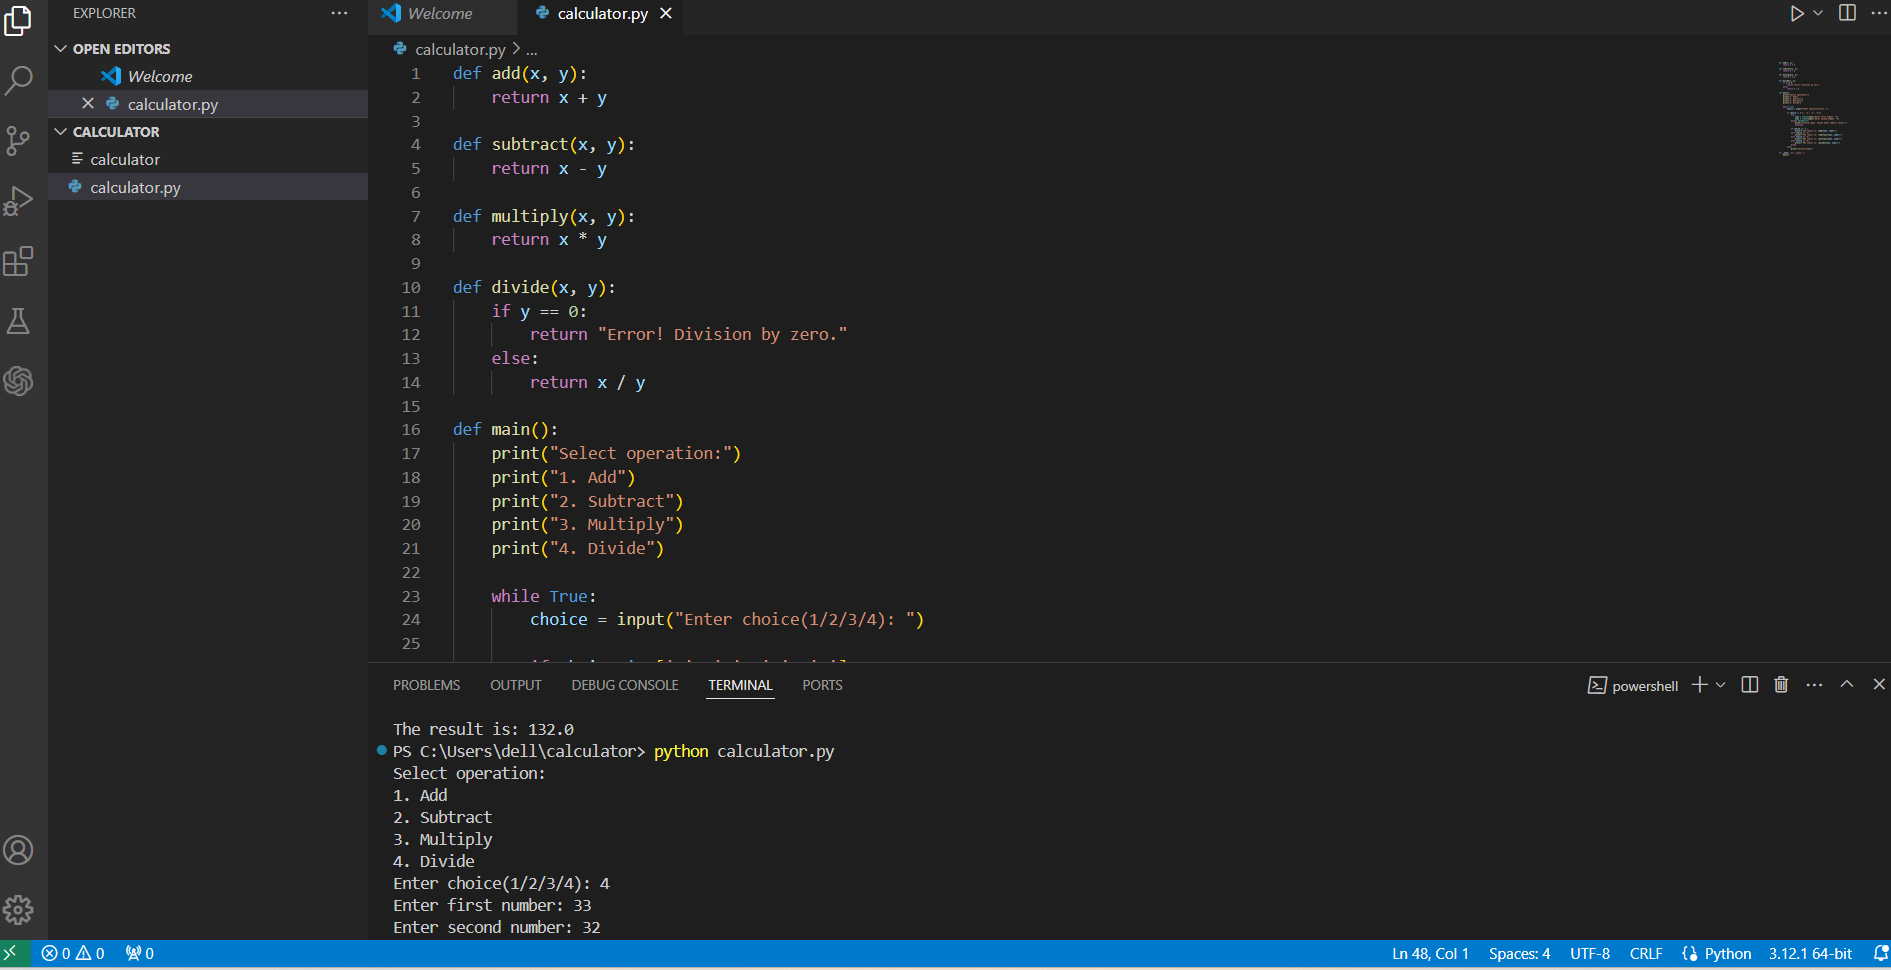 EXPLORER
OPEN EDITORS
Welcome
calculator.py
CALCULATOR
calculator
calculator.py
Welcome
calculator.py
calculator.py > ...
1 def add(x, y):
2 return x + y
3
4 def subtract(x, y):
5 return x - y
6
7 def multiply(x, y):
8 return x * y
9
10 def divide(x, y):
11 if y == 0:
12 return "Error! Division by zero."
13 else:
14 return x / y
15
16 def main():
17 print("Select operation:")
18 print("1. Add")
19 print("2. Subtract")
20 print("3. Multiply")
21 print("4. Divide")
22
23 while True:
24 choice = input("Enter choice(1/2/3/4): ")
25
PROBLEMS OUTPUT DEBUG CONSOLE TERMINAL PORTS
powershell
The result is: 132.0
PS C:\Users\dell\calculator> python calculator.py
Select operation:
1. Add
2. Subtract
3. Multiply
4. Divide
Enter choice(1/2/3/4): 4
Enter first number: 33
Enter second number: 32
0 0 0 Ln 48, Col 1 Spaces: 4 UTF-8 CRLF Python 3.12.1 64-bit